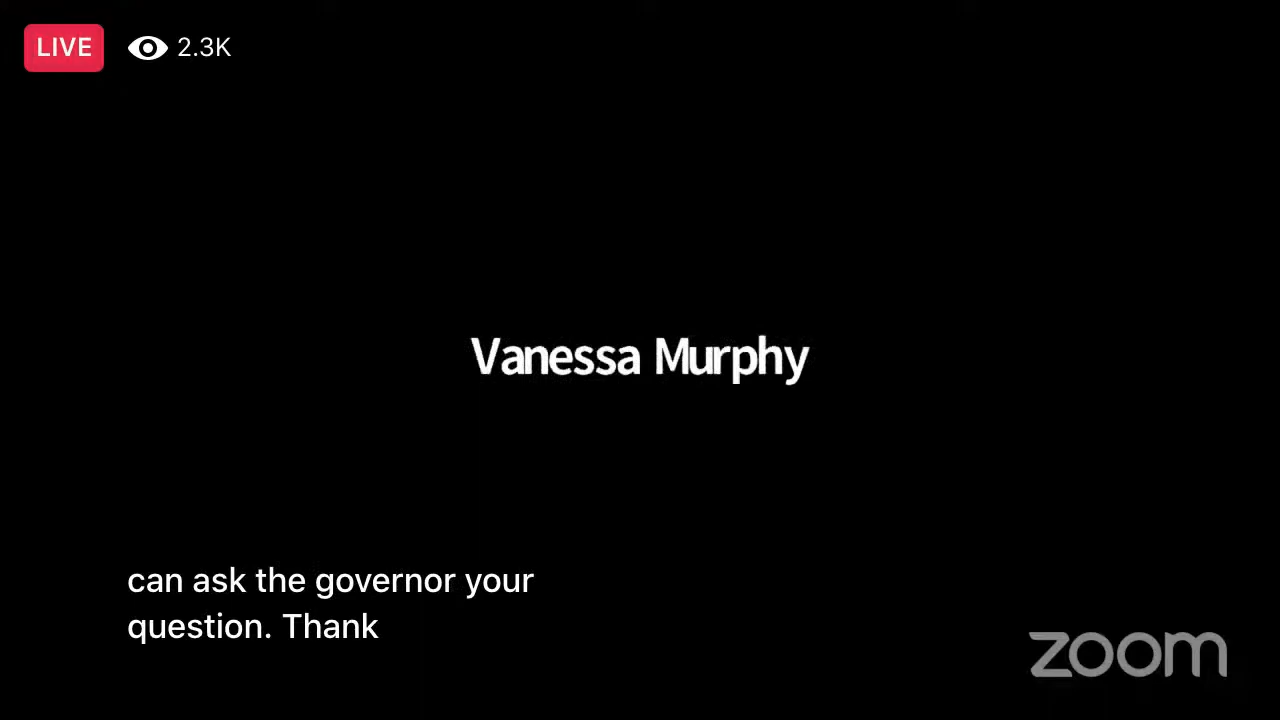 LIVE 2.3K
Vanessa Murphy
can ask the governor your
question. Thank
zoom